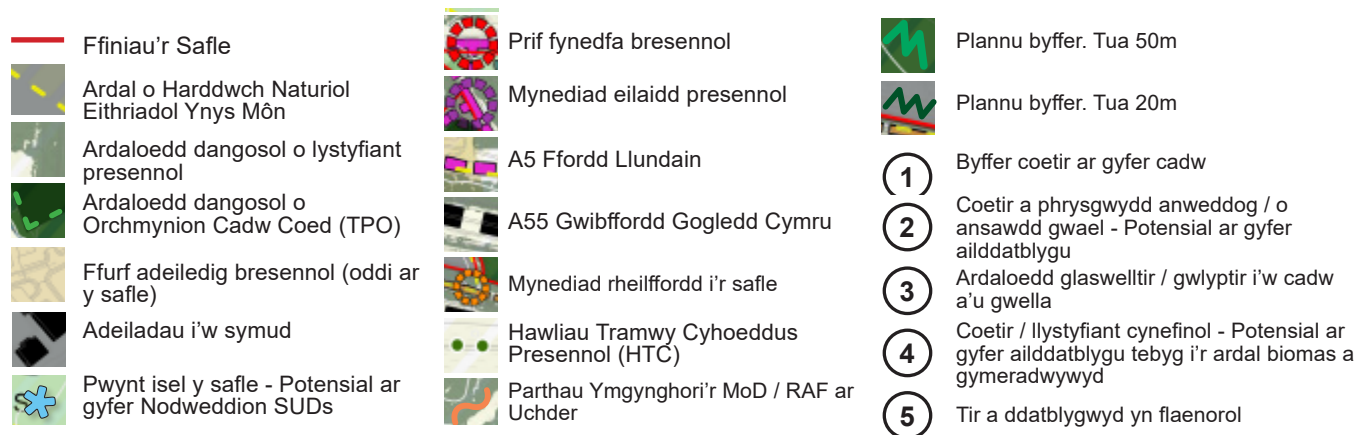 Ffiniau'r Safle
Ardal o Harddwch Naturiol
Eithriadol Ynys Môn
Ardaloedd dangosol o lystyfiant
presennol
Ardaloedd dangosol o
Orchmynion Cadw Coed (TPO)
Ffurf adeiledig bresennol (oddi ar
y safle)
Adeiladau i'w symud
Pwynt isel y safle - Potensial ar
gyfer Nodweddion SUDs
Prif fynedfa bresennol
Mynediad eilaidd presennol
A5 Ffordd Llundain
A55 Gwibffordd Gogledd Cymru
Mynediad rheilffordd i'r safle
Hawliau Tramwy Cyhoeddus
Presennol (HTC)
Parthau Ymgynghori'r MoD / RAF ar
Uchder
Plannu byffer. Tua 50m
Plannu byffer. Tua 20m
1 Byffer coetir ar gyfer cadw
2 Coetir a phrysgwydd anweddog / o
ansawdd gwael - Potensial ar gyfer
ailddatblygu
3 Ardaloedd glaswelltir / gwlyptir i'w cadw
a'u gwella
4 Coetir / llystyfiant cynefinol - Potensial ar
gyfer ailddatblygu tebyg i'r ardal biomas a
gymeradwywyd
5 Tir a ddatblygwyd yn flaenorol